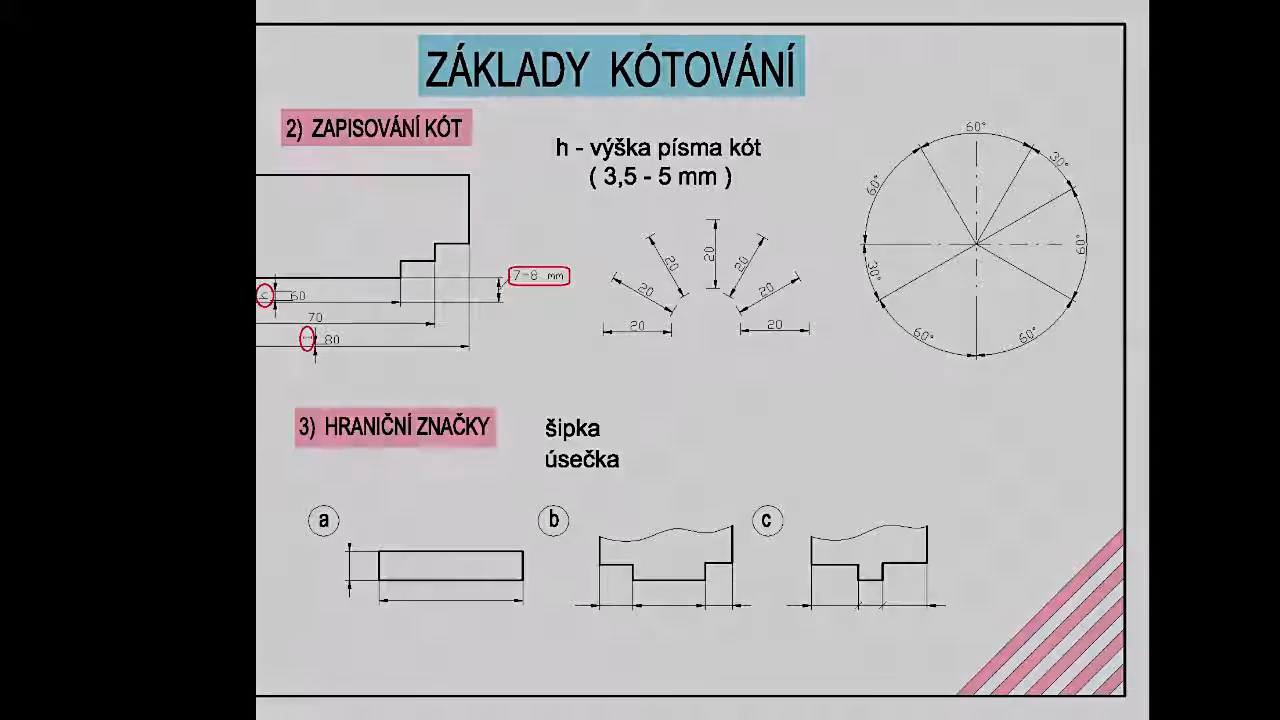 ZÁKLADY KÓTOVÁNÍ
2) ZAPISOVÁNÍ KÓT
h - výška písma kót
( 3,5 - 5 mm )
7-8 mm
60
70
80
20
20
20
20
20
20
20
60°
30°
60°
60°
30°
60°
60°
3) HRANIČNÍ ZNAČKY
šipka
úsečka
a
b
c